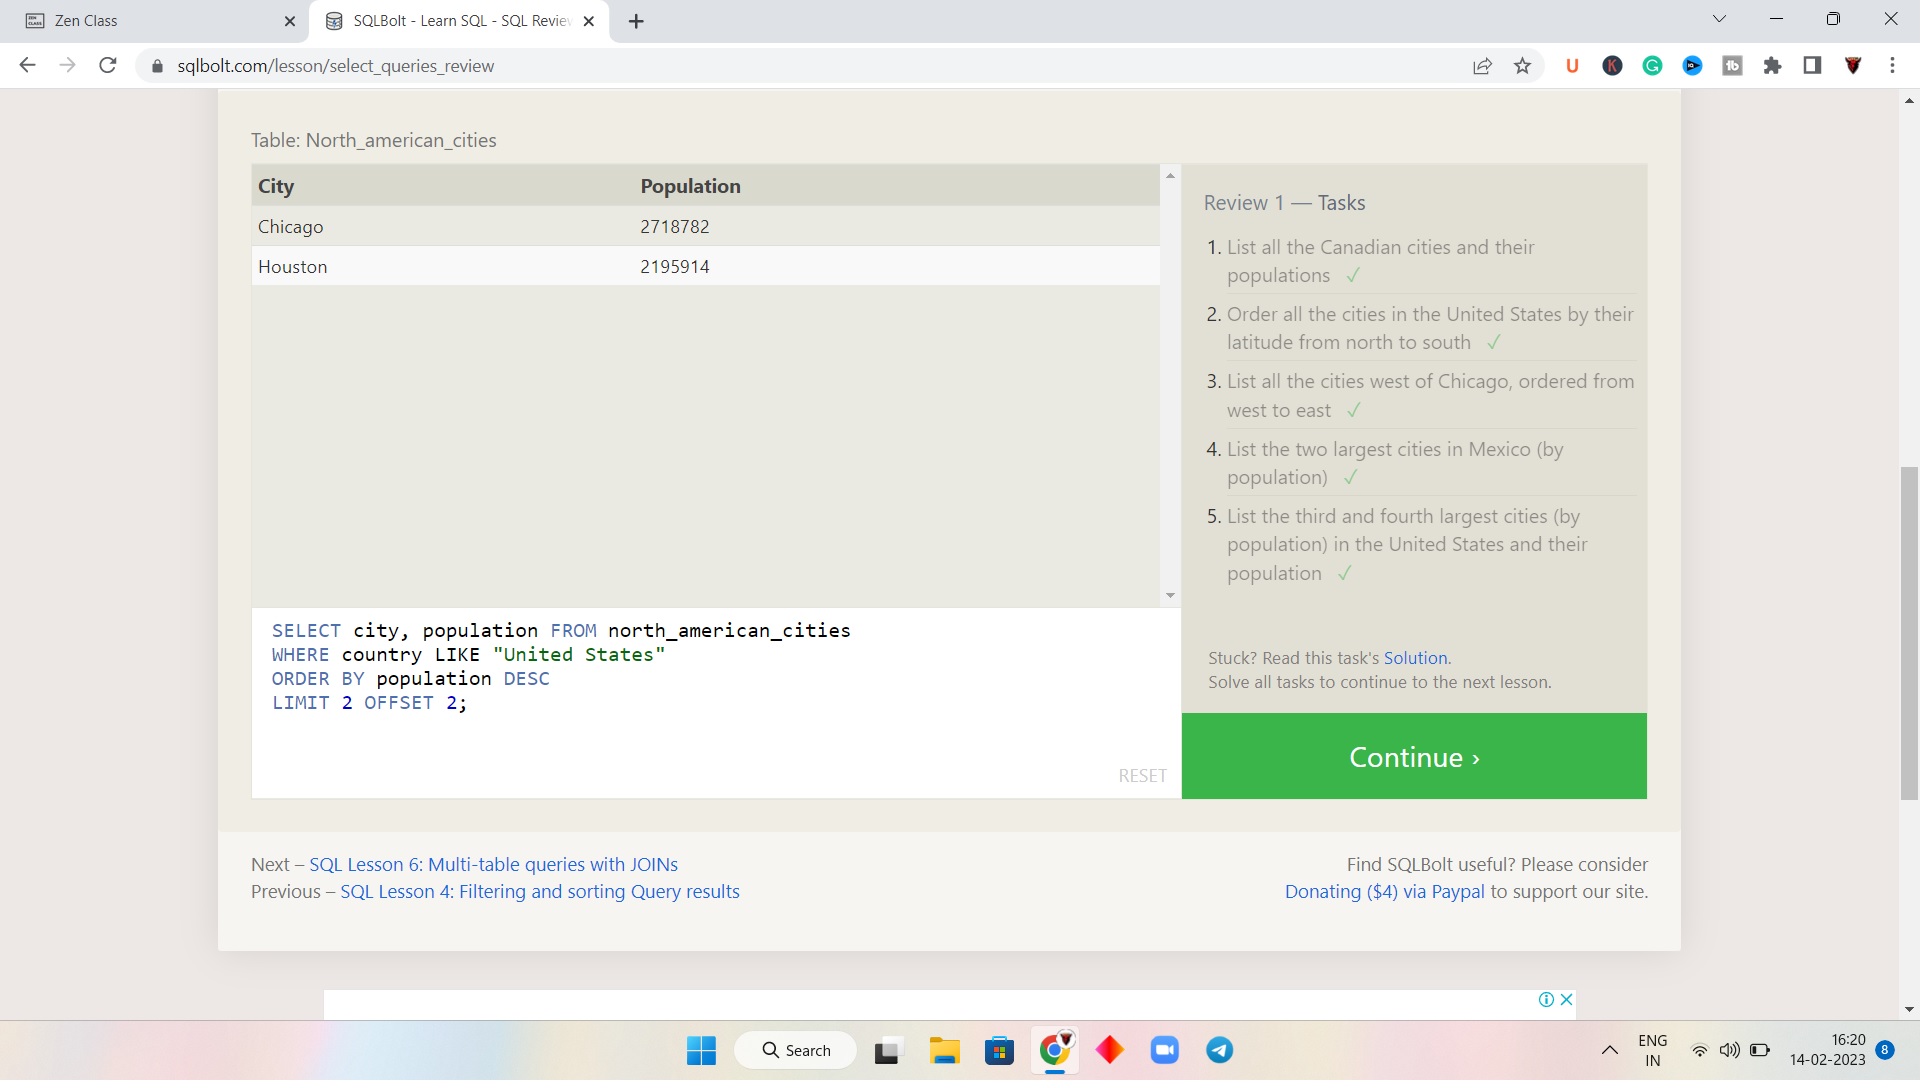 Zen Class
SQLBolt - Learn SQL - SQL Review
sqlbolt.com/lesson/select_queries_review
Table: North_american_cities
City Population
Chicago 2718782
Houston 2195914
Review 1 — Tasks
1. List all the Canadian cities and their
populations ✓
2. Order all the cities in the United States by their
latitude from north to south ✓
3. List all the cities west of Chicago, ordered from
west to east ✓
4. List the two largest cities in Mexico (by
population) ✓
5. List the third and fourth largest cities (by
population) in the United States and their
population ✓
Stuck? Read this task's Solution.
Solve all tasks to continue to the next lesson.
Continue ›
SELECT city, population FROM north_american_cities
WHERE country LIKE "United States"
ORDER BY population DESC
LIMIT 2 OFFSET 2;
RESET
Next – SQL Lesson 6: Multi-table queries with JOINs
Previous – SQL Lesson 4: Filtering and sorting Query results
Find SQLBolt useful? Please consider
Donating ($4) via Paypal to support our site.
Search
ENG
IN
16:20
14-02-2023
8